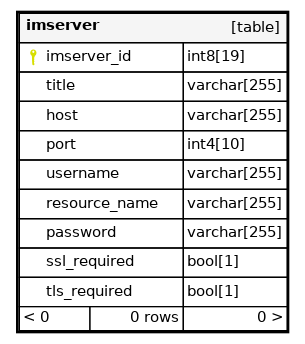 imserver [table]
imserver_id int8[19]
title varchar[255]
host varchar[255]
port int4[10]
username varchar[255]
resource_name varchar[255]
password varchar[255]
ssl_required bool[1]
tls_required bool[1]
< 0 0 rows 0 >